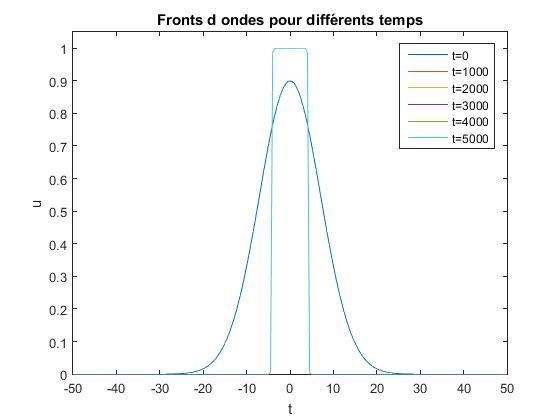 Fronts d ondes pour différents temps
1
0.9
0.8
0.7
0.6
0.5
0.4
0.3
0.2
0.1
0
u
t=0
t=1000
t=2000
t=3000
t=4000
t=5000
-50 -40 -30 -20 -10 0 10 20 30 40 50
t